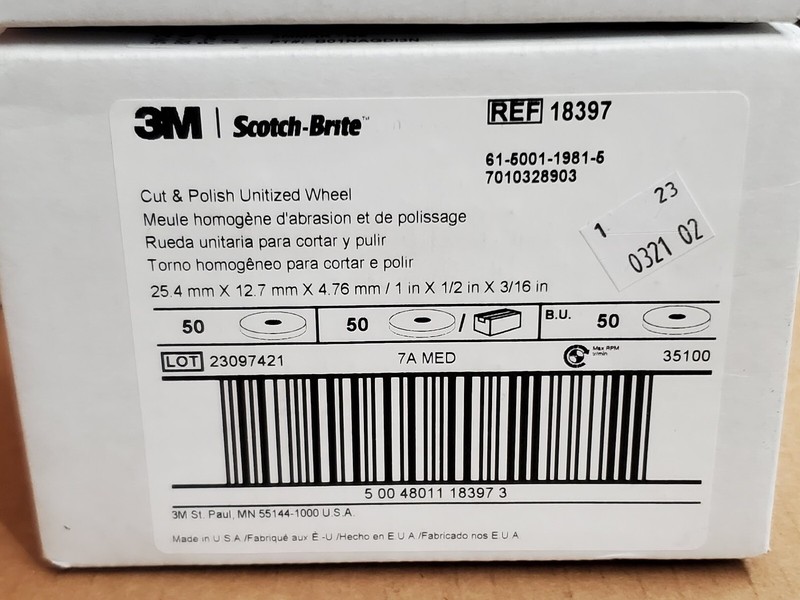 3M | Scotch-Brite™
REF 18397
61-5001-1981-5
7010328903
Cut & Polish Unitized Wheel
Meule homogène d'abrasion et de polissage
Rueda unitaria para cortar y pulir
Torno homogêneo para cortar e polir
1 23
0321 02
25.4 mm X 12.7 mm X 4.76 mm / 1 in X 1/2 in X 3/16 in
50 50 / B.U. 50
LOT 23097421 7A MED Max RPM 35100
v/min
5 00 48011 18397 3
3M St. Paul, MN 55144-1000 U.S.A.
Made in U.S.A./Fabriqué aux É.-U./Hecho en E.U.A./Fabricado nos E.U.A.